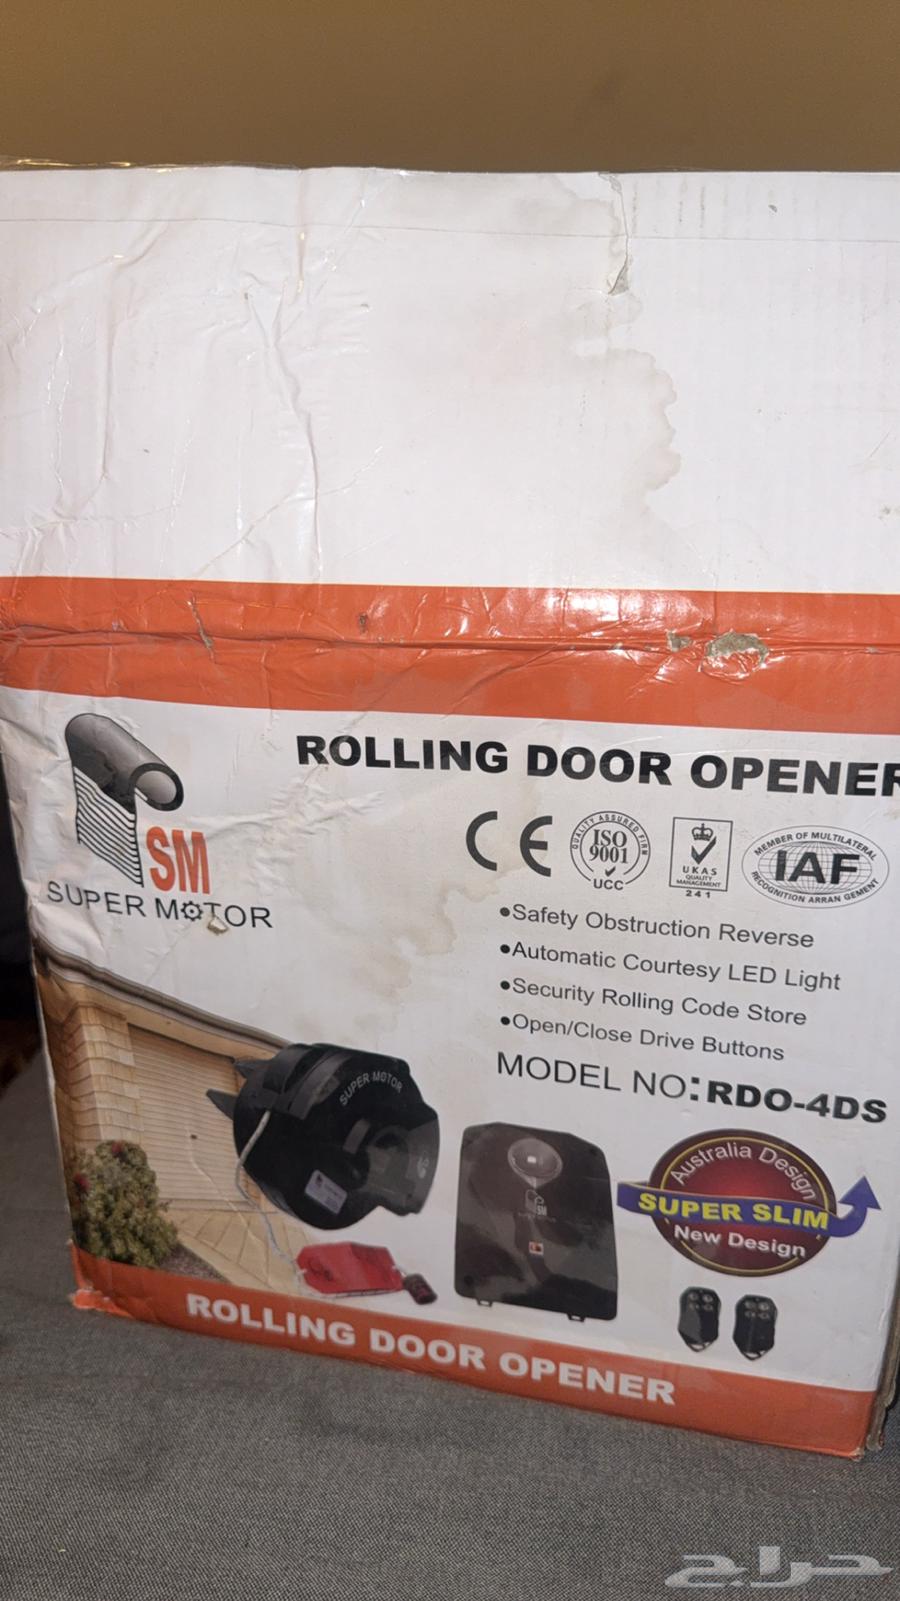 ROLLING DOOR OPENER
CE
QUALITY ASSURED FIRM
ISO
9001
UCC
UKAS
QUALITY
MANAGEMENT
241
MEMBER OF MULTILATERAL
IAF
RECOGNITION ARRAN GEMENT
SM
SUPER MOTOR
•Safety Obstruction Reverse
•Automatic Courtesy LED Light
•Security Rolling Code Store
•Open/Close Drive Buttons
MODEL NO:RDO-4DS
SUPER MOTOR
SM
Australia Design
SUPER SLIM
New Design
ROLLING DOOR OPENER
حراج